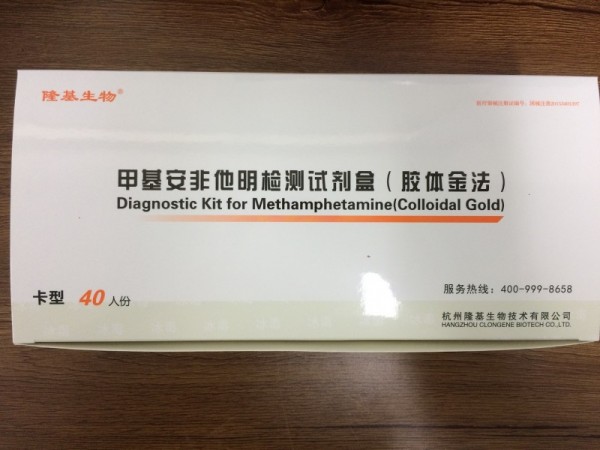 隆基生物®
甲基安非他明检测试剂盒（胶体金法）
Diagnostic Kit for Methamphetamine(Colloidal Gold)
卡型 40人份
服务热线：400-999-8658
杭州隆基生物技术有限公司
HANGZHOU CLONGENE BIOTECH CO.,LTD.